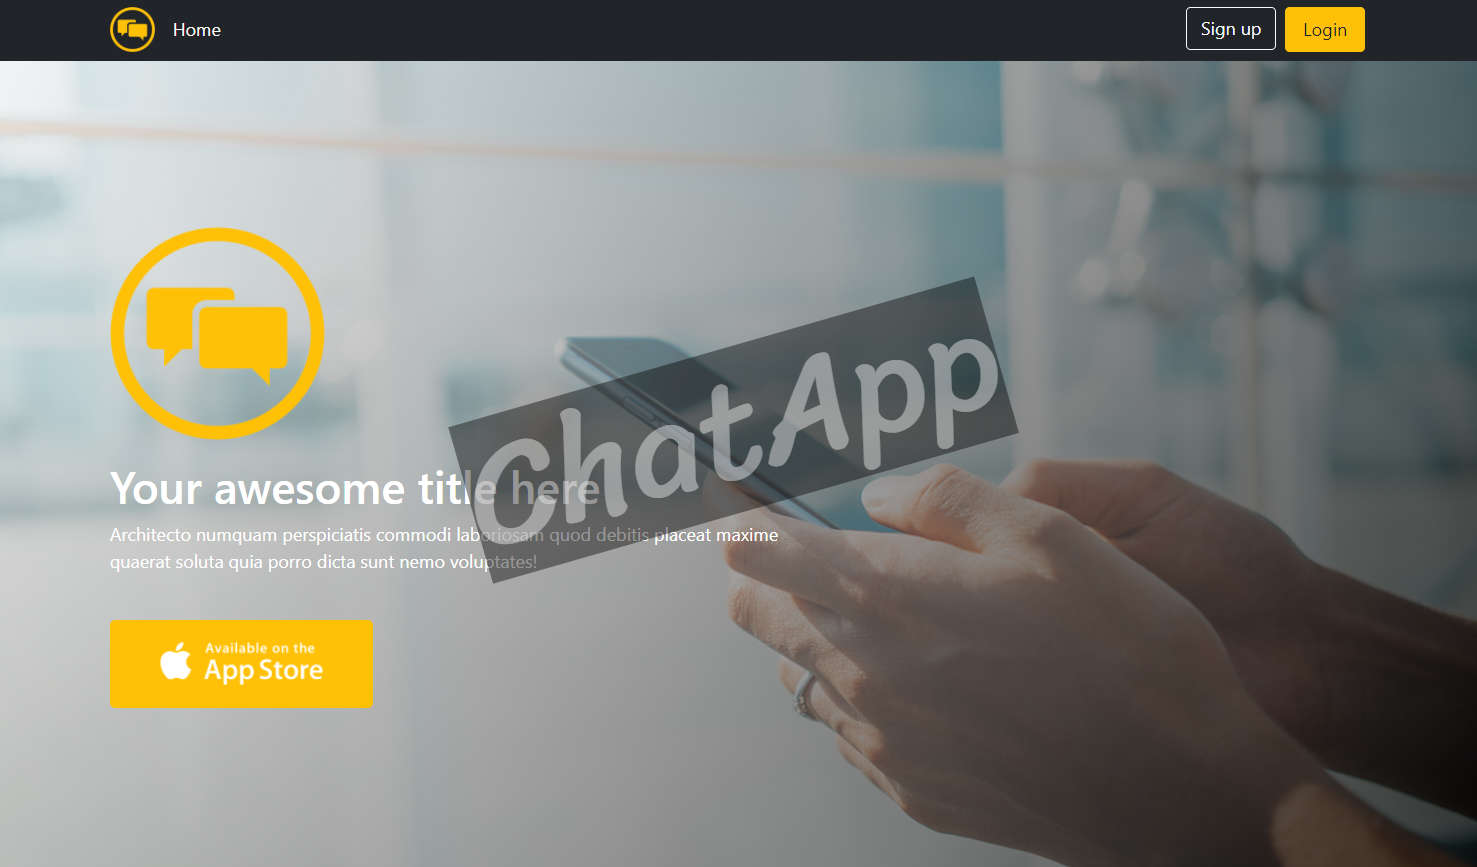 Home
Sign up
Login
ChatApp
Your awesome title here
Architecto numquam perspiciatis commodi laboriosam quod debitis placeat maxime
quaerat soluta quia porro dicta sunt nemo voluptates!
Available on the
App Store